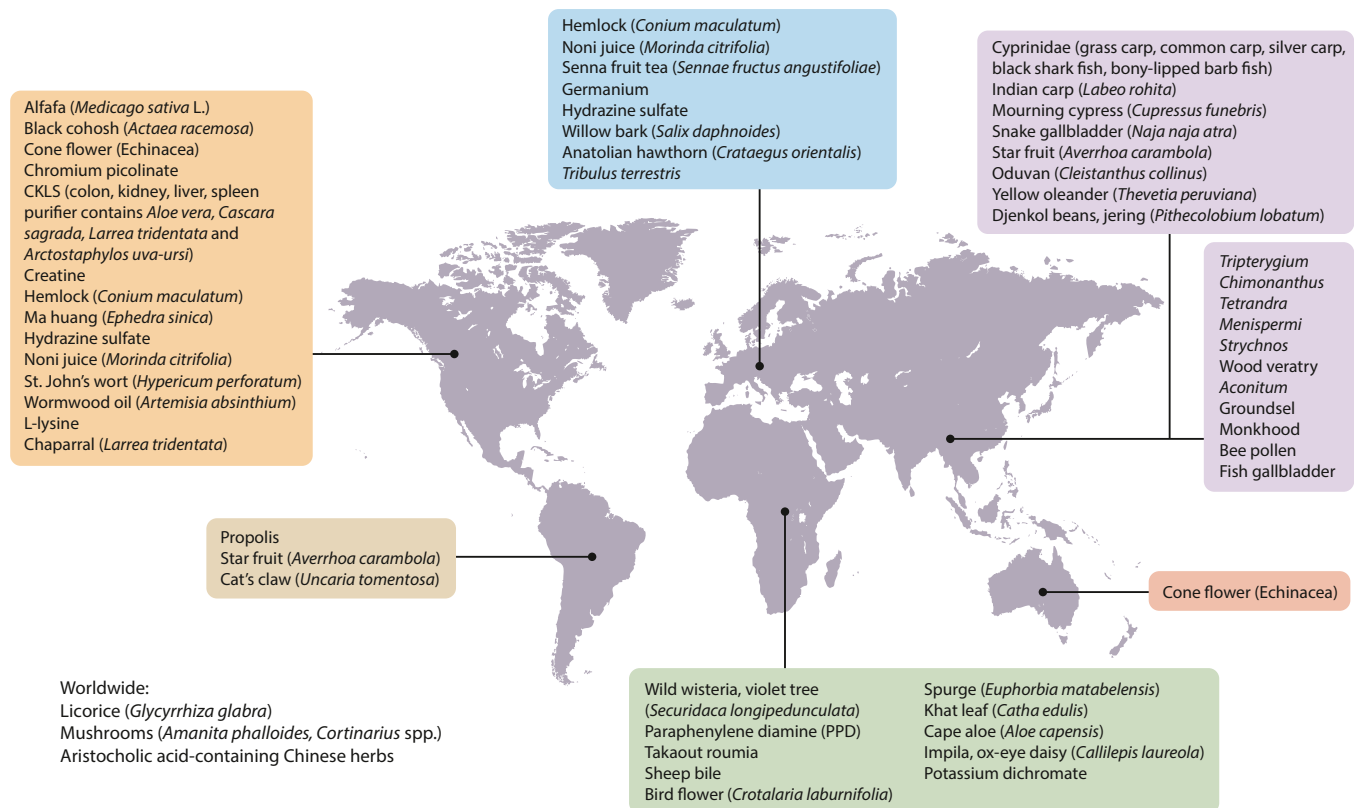 Hemlock (Conium maculatum)
Noni juice (Morinda citrifolia)
Senna fruit tea (Sennae fructus angustifoliae)
Germanium
Hydrazine sulfate
Willow bark (Salix daphnoides)
Anatolian hawthorn (Crataegus orientalis)
Tribulus terrestris
Cyprinidae (grass carp, common carp, silver carp,
black shark fish, bony-lipped barb fish)
Indian carp (Labeo rohita)
Mourning cypress (Cupressus funebris)
Snake gallbladder (Naja naja atra)
Star fruit (Averrhoa carambola)
Oduvan (Cleistanthus collinus)
Yellow oleander (Thevetia peruviana)
Djenkol beans, jering (Pithecolobium lobatum)
Alfafa (Medicago sativa L.)
Black cohosh (Actaea racemosa)
Cone flower (Echinacea)
Chromium picolinate
CKLS (colon, kidney, liver, spleen
purifier contains Aloe vera, Cascara
sagrada, Larrea tridentata and
Arctostaphylos uva-ursi)
Creatine
Hemlock (Conium maculatum)
Ma huang (Ephedra sinica)
Hydrazine sulfate
Noni juice (Morinda citrifolia)
St. John's wort (Hypericum perforatum)
Wormwood oil (Artemisia absinthium)
L-lysine
Chaparral (Larrea tridentata)
Tripterygium
Chimonanthus
Tetrandra
Menispermi
Strychnos
Wood veratry
Aconitum
Groundsel
Monkhood
Bee pollen
Fish gallbladder
Propolis
Star fruit (Averrhoa carambola)
Cat's claw (Uncaria tomentosa)
Cone flower (Echinacea)
Worldwide:
Licorice (Glycyrrhiza glabra)
Mushrooms (Amanita phalloides, Cortinarius spp.)
Aristocholic acid-containing Chinese herbs
Wild wisteria, violet tree
(Securidaca longipedunculata)
Paraphenylene diamine (PPD)
Takaout roumia
Sheep bile
Bird flower (Crotalaria laburnifolia)
Spurge (Euphorbia matabelensis)
Khat leaf (Catha edulis)
Cape aloe (Aloe capensis)
Impila, ox-eye daisy (Callilepis laureola)
Potassium dichromate